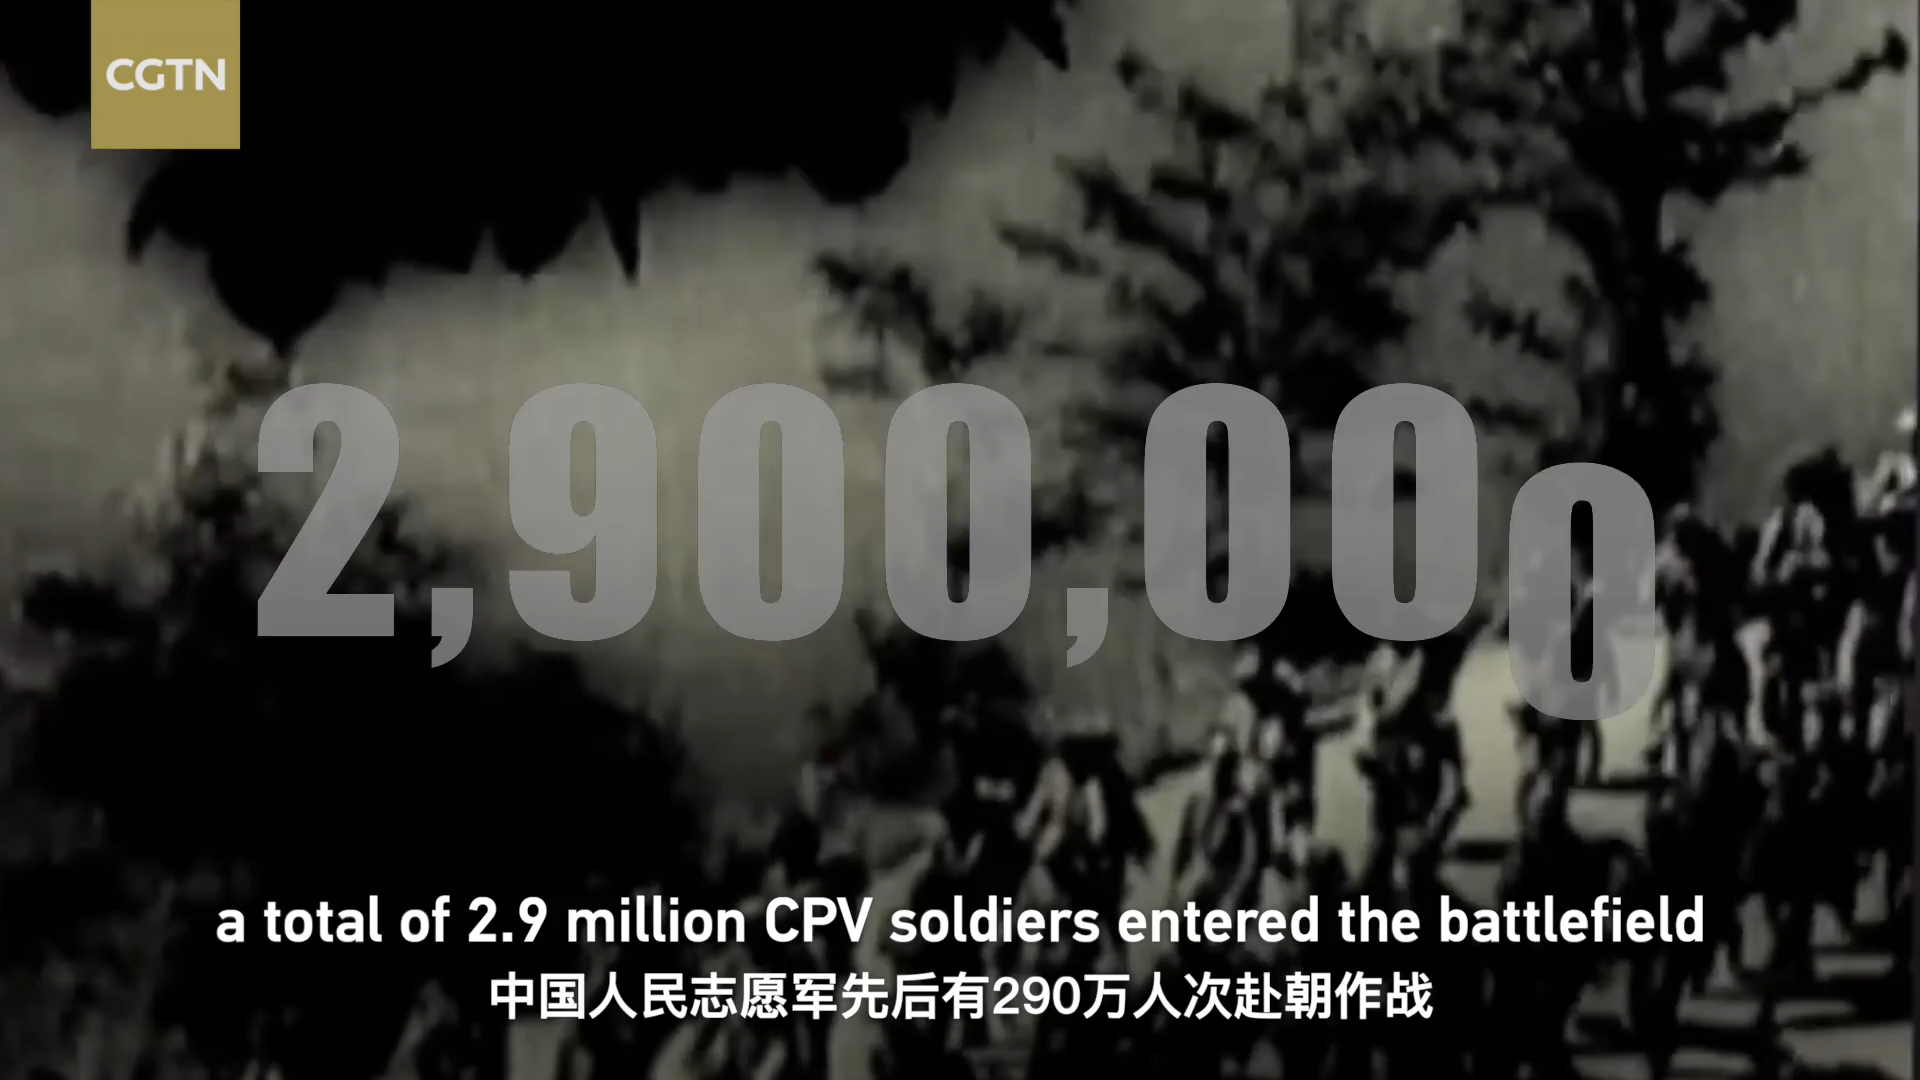 CGTN
2,900,000
a total of 2.9 million CPV soldiers entered the battlefield
中国人民志愿军先后有290万人次赴朝作战